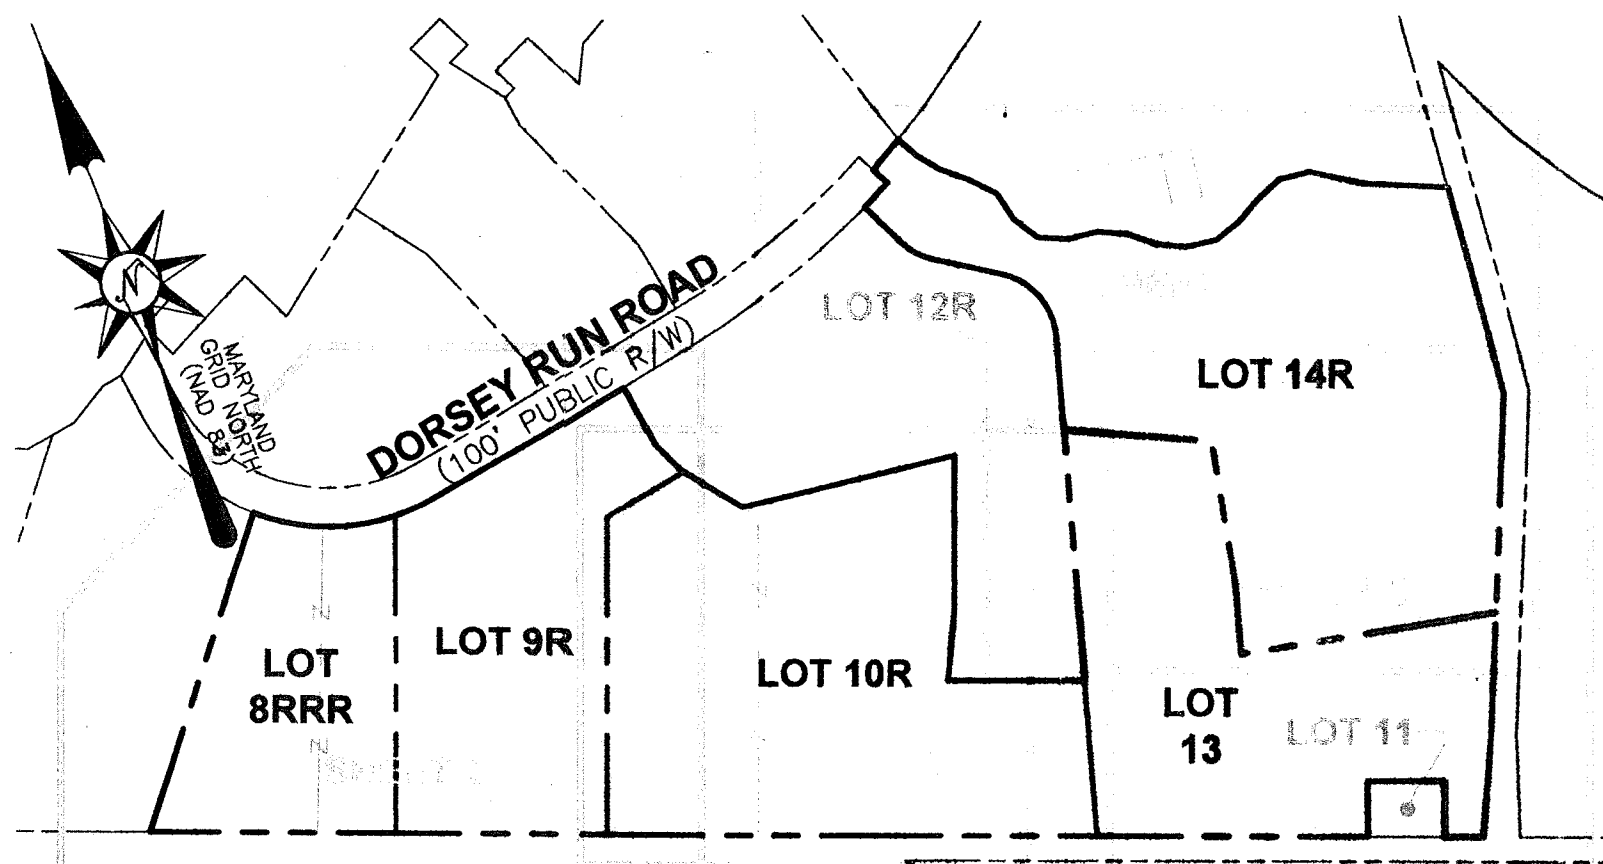 N
MARYLAND
GRID NORTH
(NAD 83)
DORSEY RUN ROAD
(100' PUBLIC R/W)
LOT 12R
LOT 14R
LOT 9R
LOT
8RRR
LOT 10R
LOT
13
LOT 11